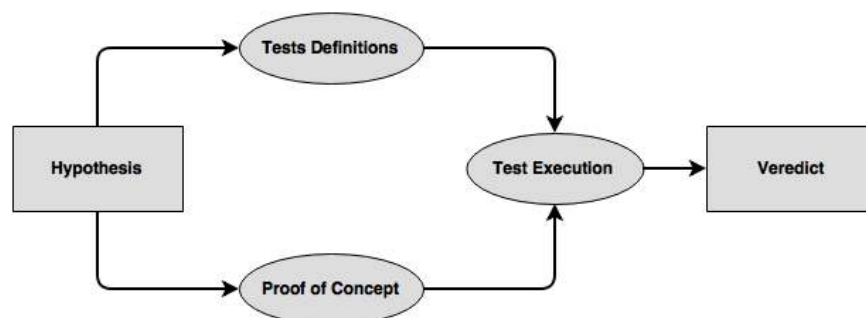 Tests Definitions
Hypothesis
Test Execution
Veredict
Proof of Concept